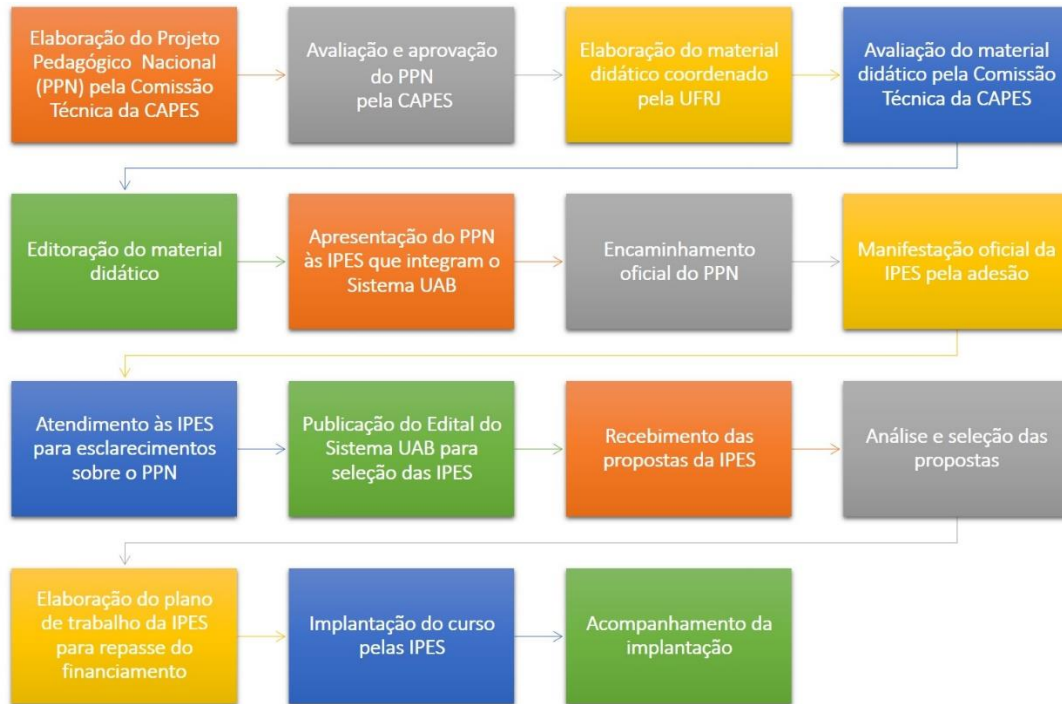 Elaboração do Projeto
Pedagógico Nacional
(PPN) pela Comissão
Técnica da CAPES
Avaliação e aprovação
do PPN
pela CAPES
Elaboração do material
didático coordenado
pela UFRJ
Avaliação do material
didático pela Comissão
Técnica da CAPES
Editoração do material
didático
Apresentação do PPN
às IPES que integram o
Sistema UAB
Encaminhamento
oficial do PPN
Manifestação oficial da
IPES pela adesão
Atendimento às IPES
para esclarecimentos
sobre o PPN
Publicação do Edital do
Sistema UAB para
seleção das IPES
Recebimento das
propostas da IPES
Análise e seleção das
propostas
Elaboração do plano
de trabalho da IPES
para repasse do
financiamento
Implantação do curso
pelas IPES
Acompanhamento da
implantação